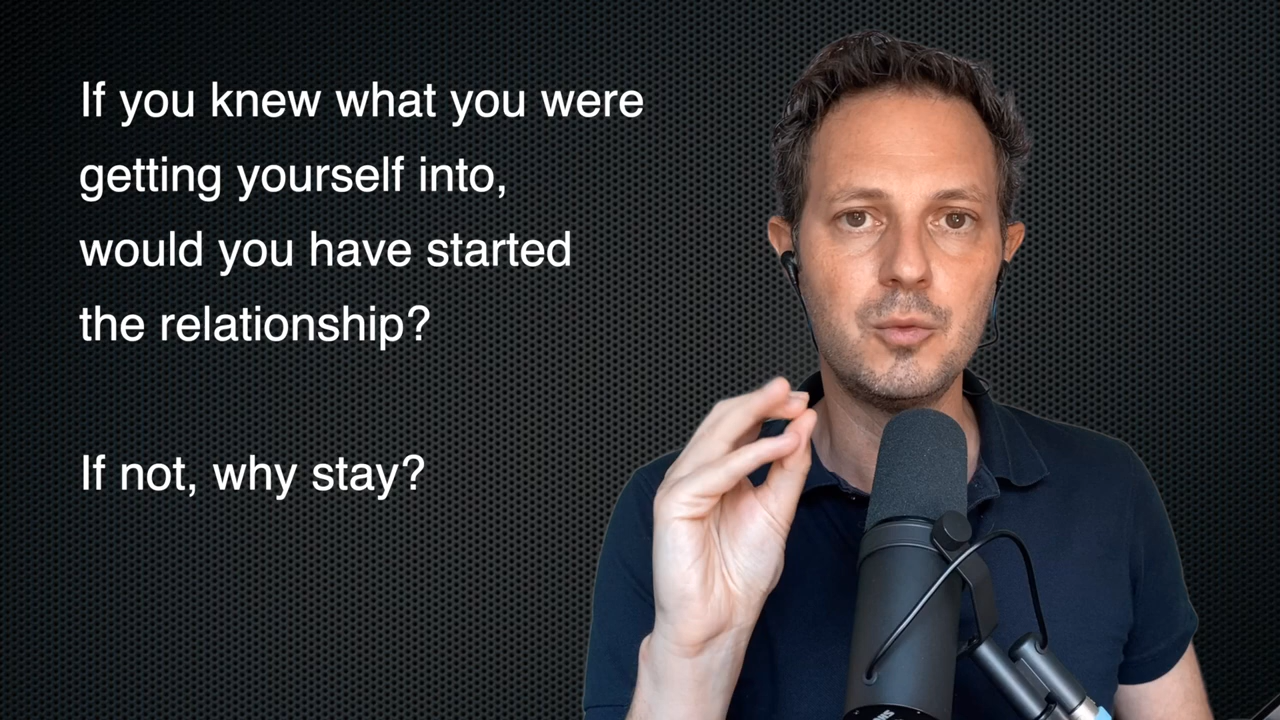 If you knew what you were
getting yourself into,
would you have started
the relationship?
If not, why stay?